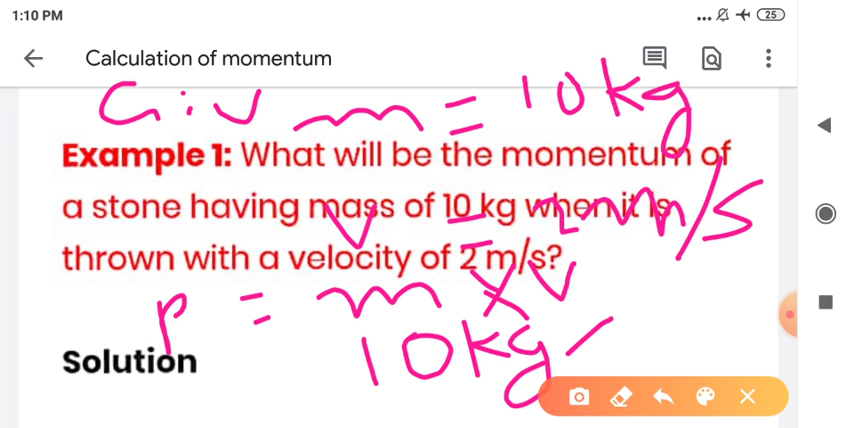 1:10 PM
25
Calculation of momentum
Giv m = 10kg
Example 1: What will be the momentum of
a stone having mass of 10 kg when it is
v = 2 m/s
thrown with a velocity of 2 m/s?
p = m x v
10kg
Solution